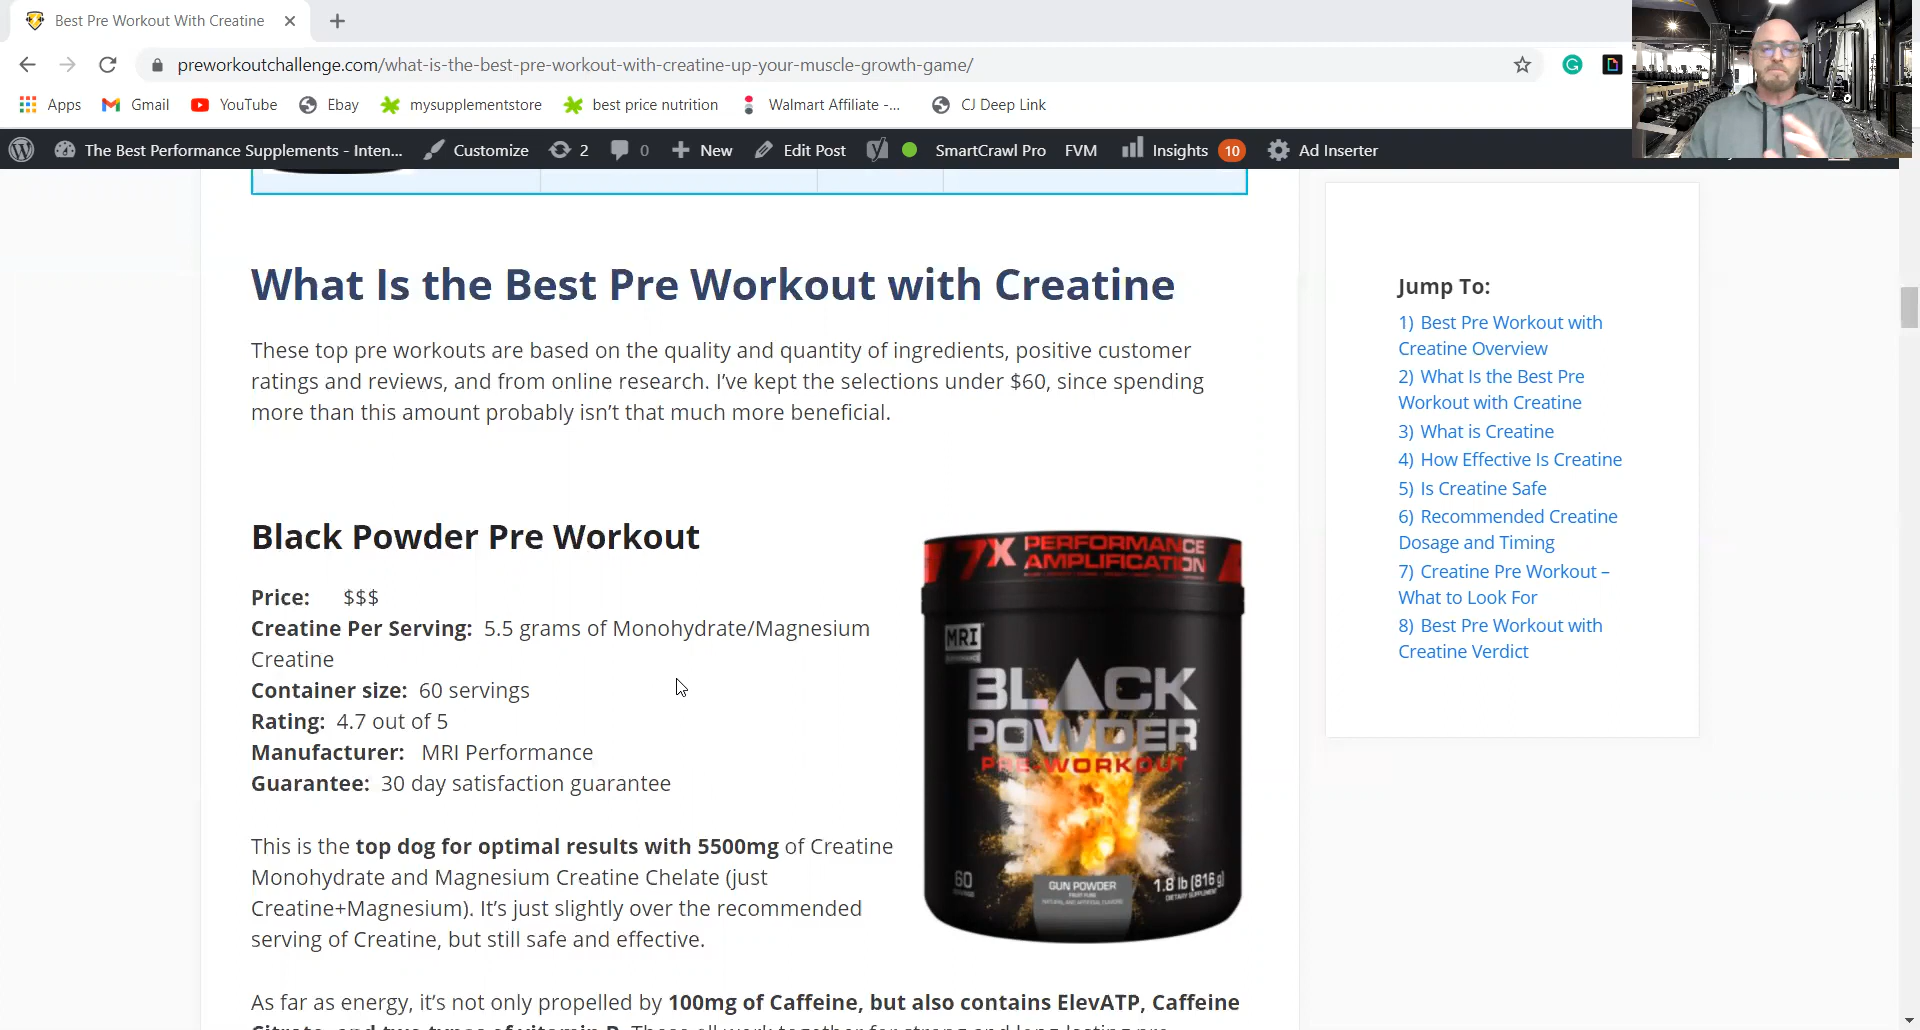 Best Pre Workout With Creatine
preworkoutchallenge.com/what-is-the-best-pre-workout-with-creatine-up-your-muscle-growth-game/
Apps Gmail YouTube Ebay mysupplementstore best price nutrition Walmart Affiliate -... CJ Deep Link
The Best Performance Supplements - Inten... Customize 2 0 New Edit Post SmartCrawl Pro FVM Insights 10 Ad Inserter
What Is the Best Pre Workout with Creatine
These top pre workouts are based on the quality and quantity of ingredients, positive customer
ratings and reviews, and from online research. I've kept the selections under $60, since spending
more than this amount probably isn't that much more beneficial.
Black Powder Pre Workout
Price: $$$
Creatine Per Serving: 5.5 grams of Monohydrate/Magnesium
Creatine
Container size: 60 servings
Rating: 4.7 out of 5
Manufacturer: MRI Performance
Guarantee: 30 day satisfaction guarantee
This is the top dog for optimal results with 5500mg of Creatine
Monohydrate and Magnesium Creatine Chelate (just
Creatine+Magnesium). It's just slightly over the recommended
serving of Creatine, but still safe and effective.
As far as energy, it's not only propelled by 100mg of Caffeine, but also contains ElevATP, Caffeine
7X PERFORMANCE
AMPLIFICATION
MRI
BLACK
POWDER
PRE-WORKOUT
60
GUN POWDER
1.8 lb (816 g)
Jump To:
1) Best Pre Workout with
Creatine Overview
2) What Is the Best Pre
Workout with Creatine
3) What is Creatine
4) How Effective Is Creatine
5) Is Creatine Safe
6) Recommended Creatine
Dosage and Timing
7) Creatine Pre Workout –
What to Look For
8) Best Pre Workout with
Creatine Verdict